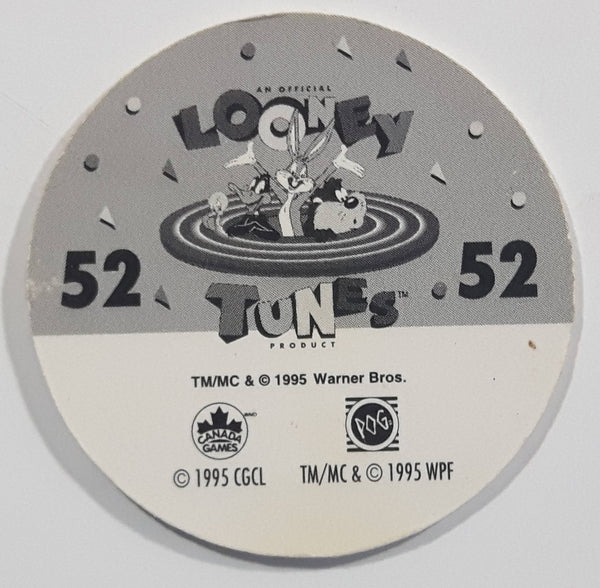 AN OFFICIAL
LOONEY
52 52
TUNES™
PRODUCT
TM/MC & © 1995 Warner Bros.
CANADA
GAMES
POG
© 1995 CGCL TM/MC & © 1995 WPF